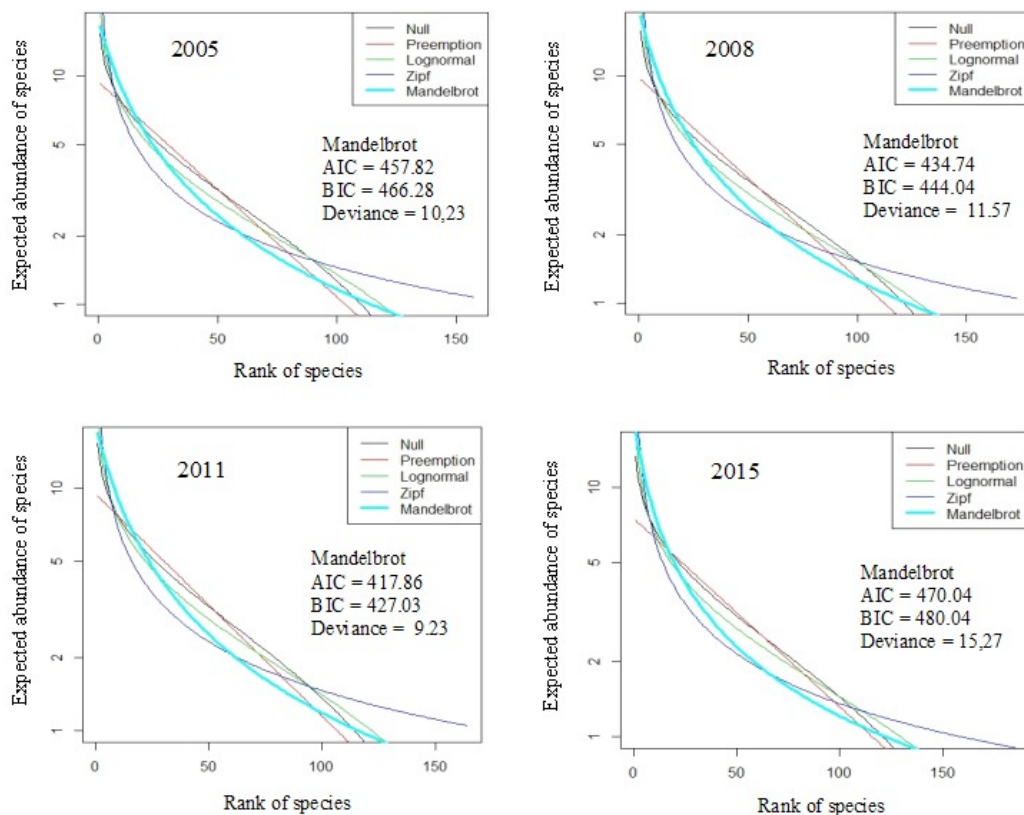 2005
Null
Preemption
Lognormal
Zipf
Mandelbrot
Mandelbrot
AIC = 457.82
BIC = 466.28
Deviance = 10,23
Expected abundance of species
10
5
2
1
0
50
100
150
Rank of species
2008
Null
Preemption
Lognormal
Zipf
Mandelbrot
Mandelbrot
AIC = 434.74
BIC = 444.04
Deviance = 11.57
Expected abundance of species
10
5
2
1
0
50
100
150
Rank of species
2011
Null
Preemption
Lognormal
Zipf
Mandelbrot
Mandelbrot
AIC = 417.86
BIC = 427.03
Deviance = 9.23
Expected abundance of species
10
5
2
1
0
50
100
150
Rank of species
2015
Null
Preemption
Lognormal
Zipf
Mandelbrot
Mandelbrot
AIC = 470.04
BIC = 480.04
Deviance = 15,27
Expected abundance of species
10
5
2
1
0
50
100
150
Rank of species